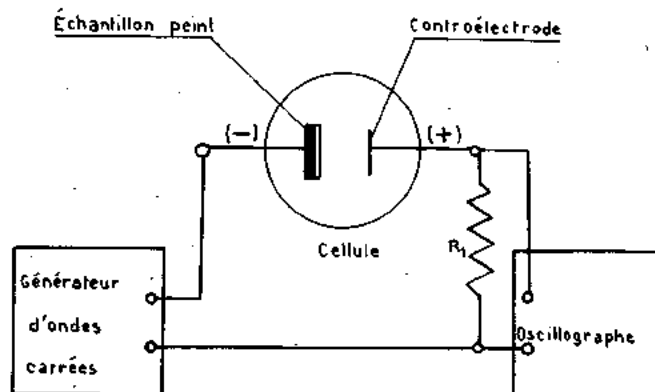 Échantillon peint
Controélectrode
(-)
(+)
Cellule
R1
Générateur
d'ondes
carrées
Oscillographe